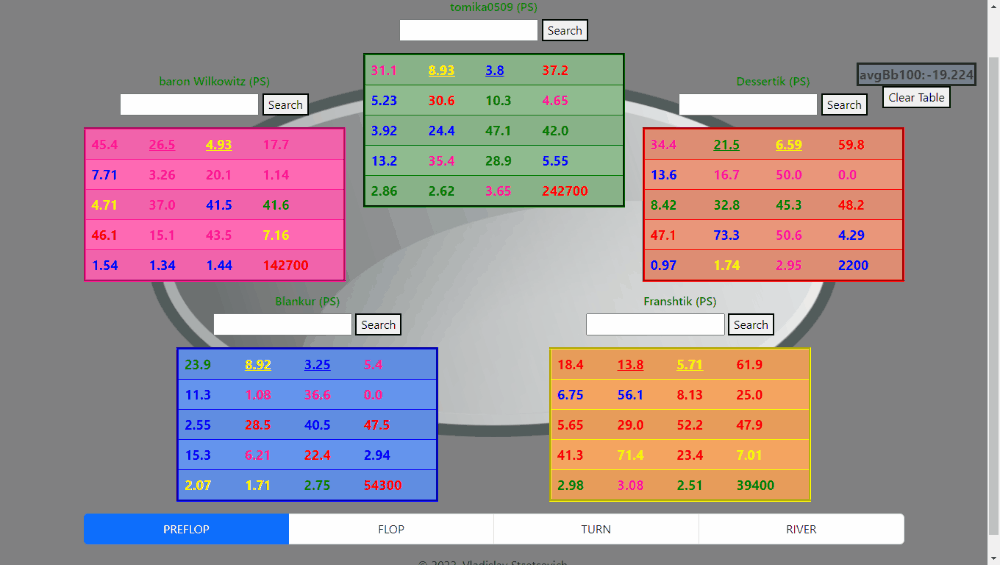 tomika0509 (PS)
Search
31.1 8.93 3.8 37.2
5.23 30.6 10.3 4.65
3.92 24.4 47.1 42.0
13.2 35.4 28.9 5.55
2.86 2.62 3.65 242700
avgBb100:-19.224
Clear Table
baron Wilkowitz (PS)
Search
45.4 26.5 4.93 17.7
7.71 3.26 20.1 1.14
4.71 37.0 41.5 41.6
46.1 15.1 43.5 7.16
1.54 1.34 1.44 142700
Dessertik (PS)
Search
34.4 21.5 6.59 59.8
13.6 16.7 50.0 0.0
8.42 32.8 45.3 48.2
47.1 73.3 50.6 4.29
0.97 1.74 2.95 2200
Blankur (PS)
Search
23.9 8.92 3.25 5.4
11.3 1.08 36.6 0.0
2.55 28.5 40.5 47.5
15.3 6.21 22.4 2.94
2.07 1.71 2.75 54300
Franshtik (PS)
Search
18.4 13.8 5.71 61.9
6.75 56.1 8.13 25.0
5.65 29.0 52.2 47.9
41.3 71.4 23.4 7.01
2.98 3.08 2.51 39400
PREFLOP FLOP TURN RIVER
© 2022, Vladislav